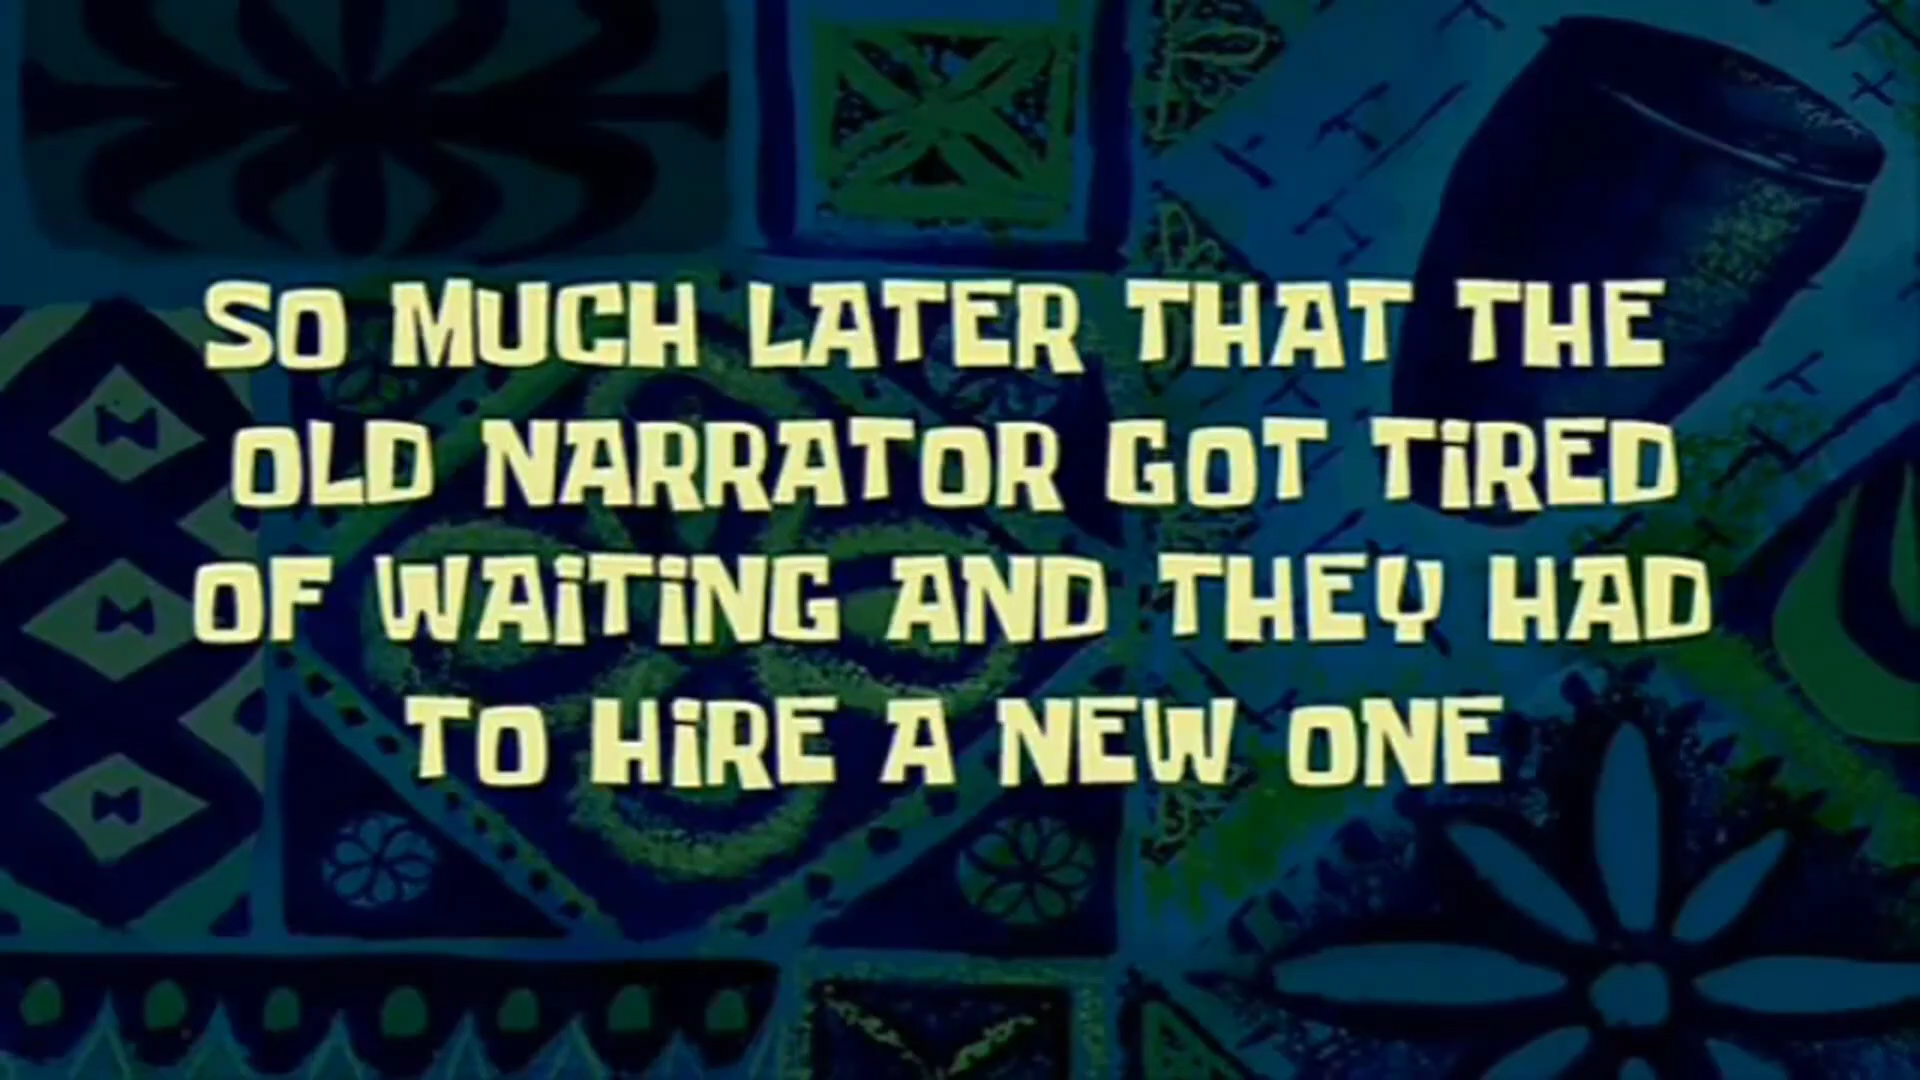 SO MUCH LATER THAT THE
OLD NARRATOR GOT TiRED
OF WAiTiNG AND THEY HAD
TO HiRE A NEW ONE